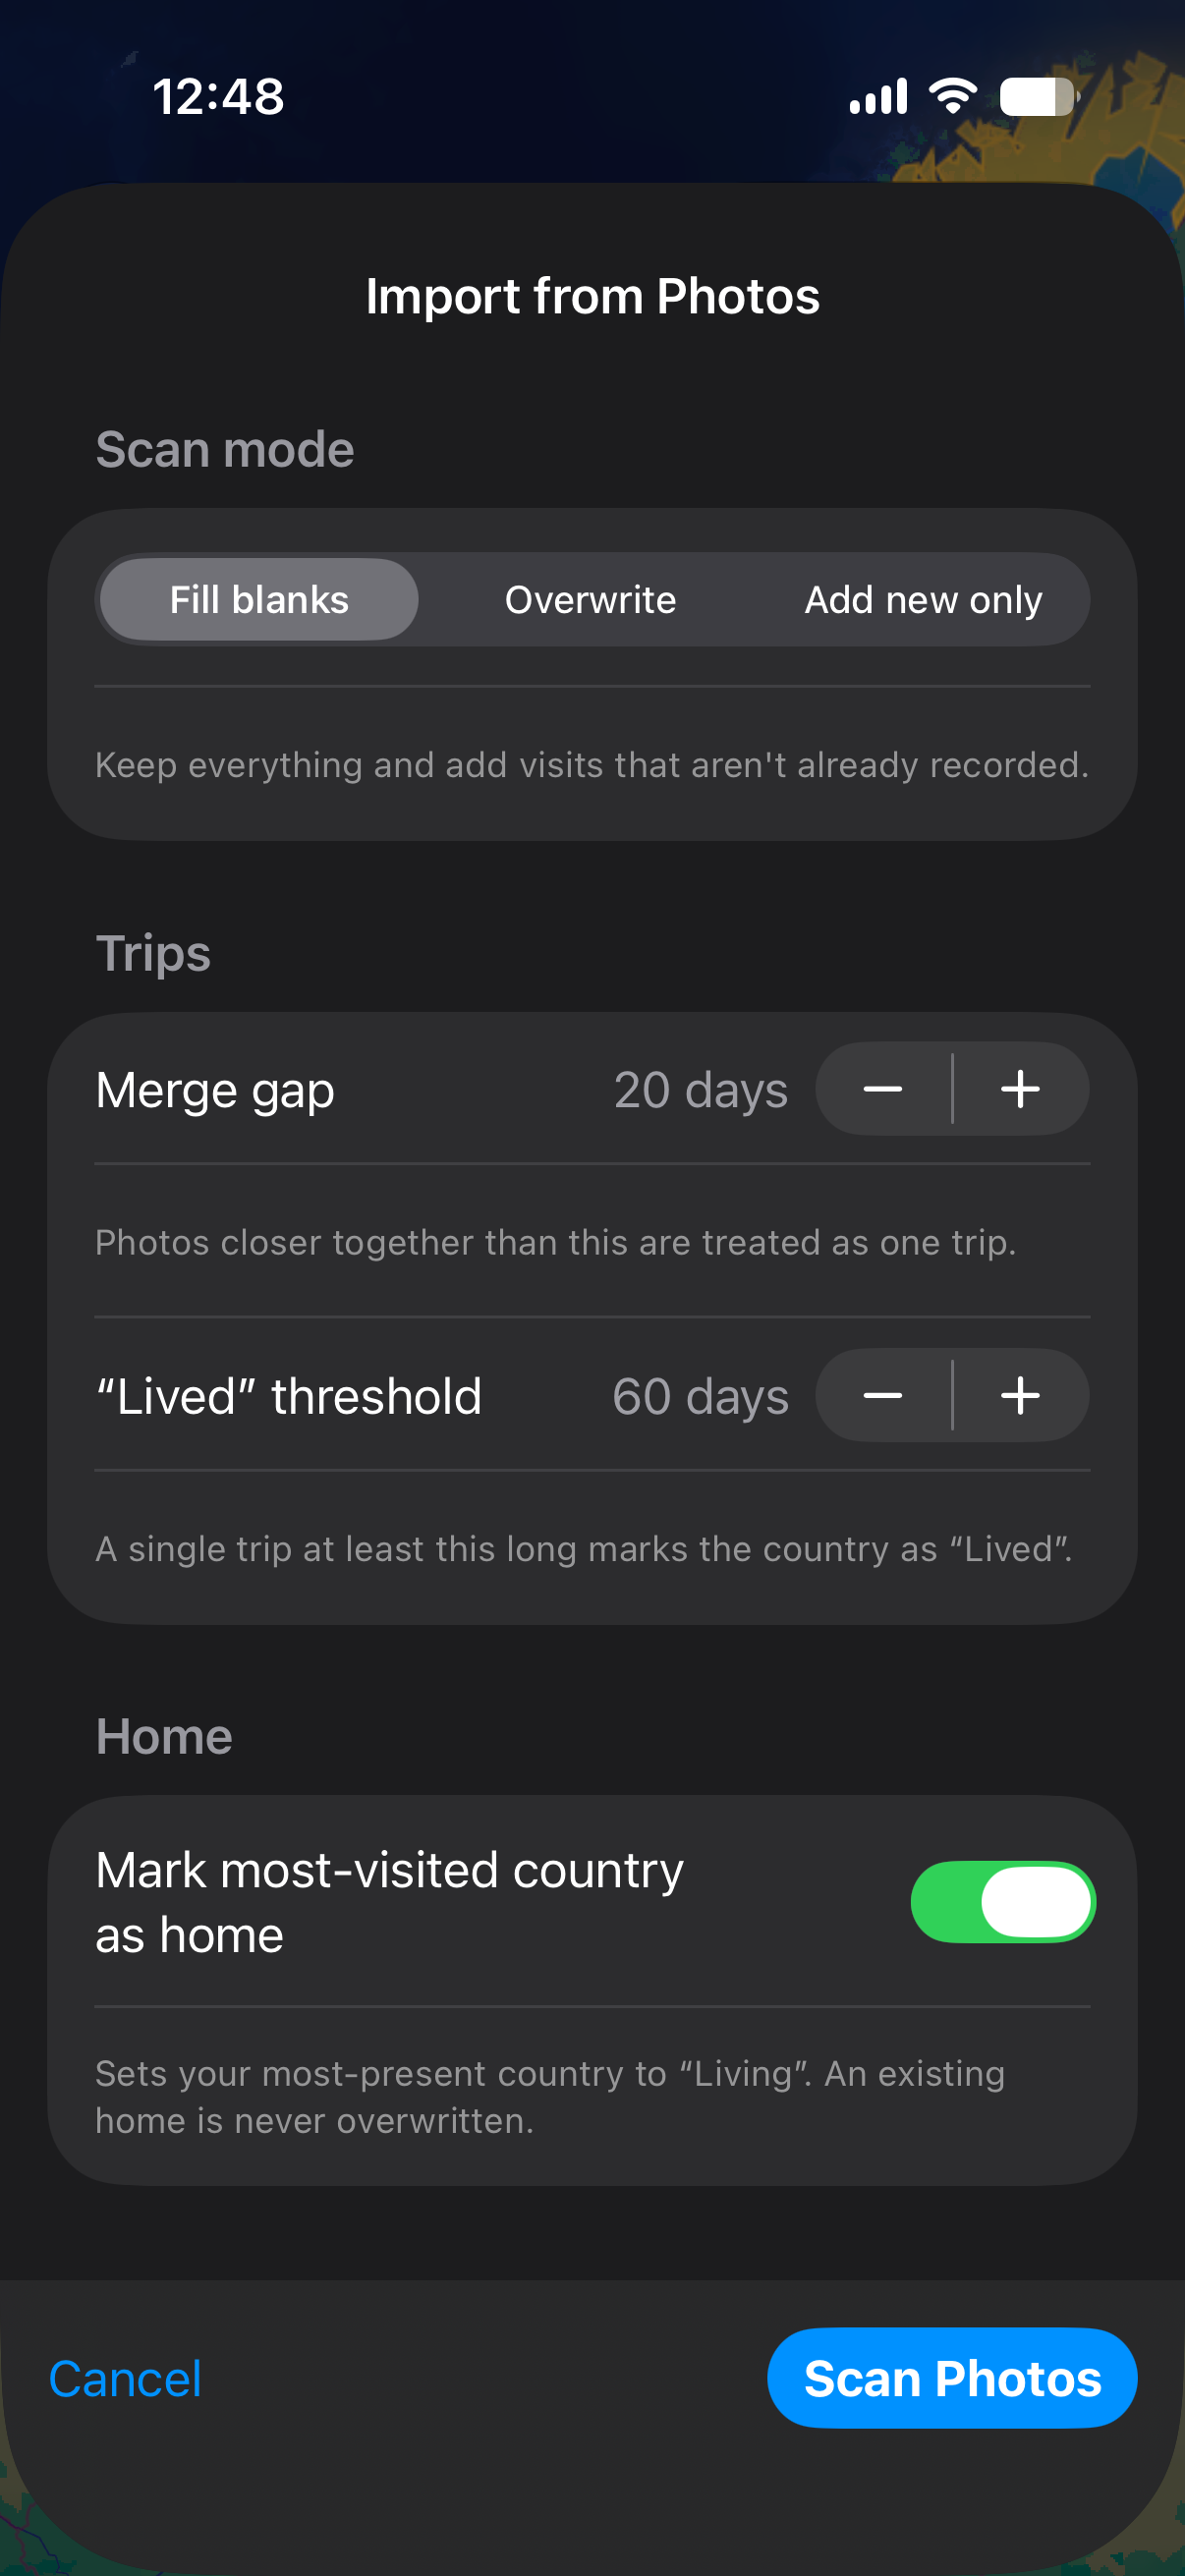 12:48
Import from Photos
Scan mode
Fill blanks Overwrite Add new only
Keep everything and add visits that aren't already recorded.
Trips
Merge gap 20 days − +
Photos closer together than this are treated as one trip.
“Lived” threshold 60 days − +
A single trip at least this long marks the country as “Lived”.
Home
Mark most-visited country
as home
Sets your most-present country to “Living”. An existing
home is never overwritten.
Cancel Scan Photos